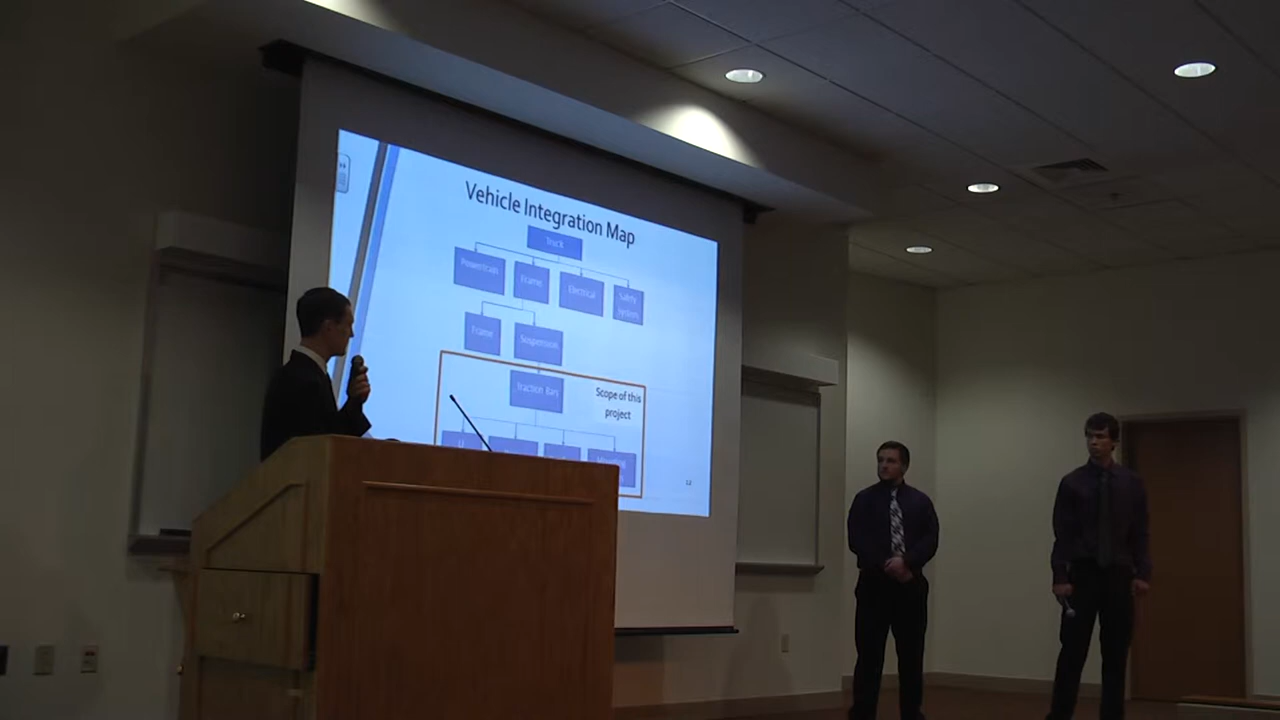 Vehicle Integration Map
Truck
Powertrain
Frame
Electrical
Safety
System
Frame
Suspension
Traction Bars
Scope of this
project
12